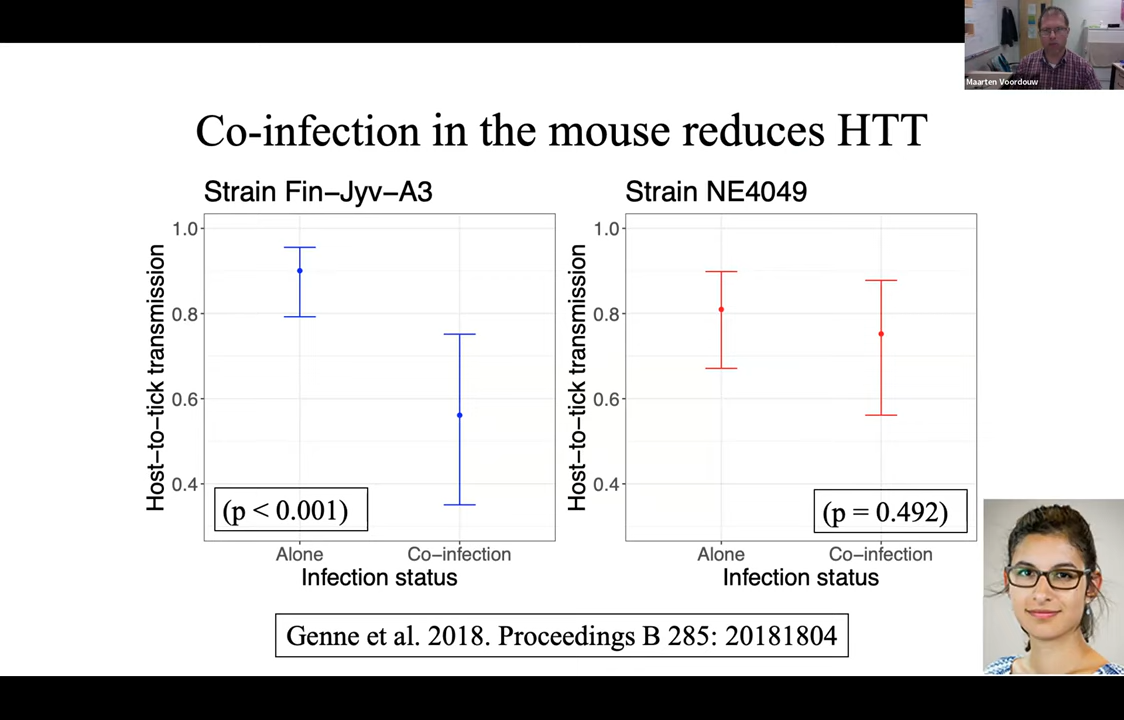 Maarten Voordouw
Co-infection in the mouse reduces HTT
Strain Fin−Jyv−A3
1.0
0.8
0.6
0.4
Host−to−tick transmission
(p < 0.001)
Alone
Co−infection
Infection status
Strain NE4049
1.0
0.8
0.6
0.4
Host−to−tick transmission
(p = 0.492)
Alone
Co−infection
Infection status
Genne et al. 2018. Proceedings B 285: 20181804